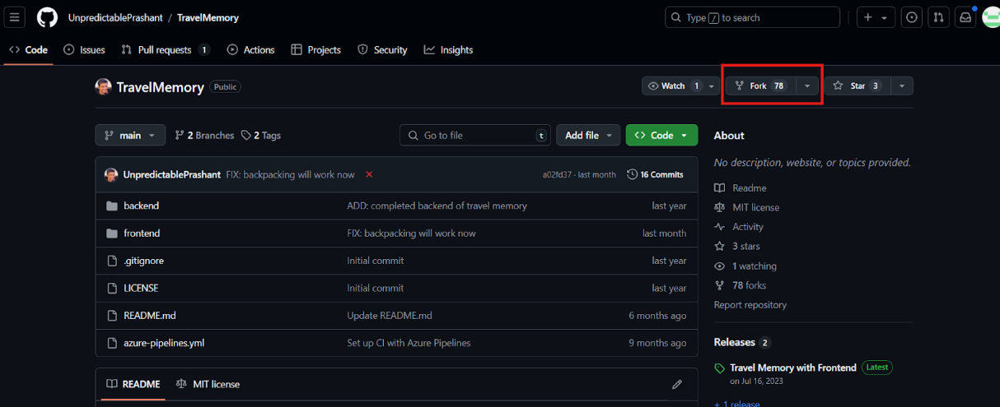 UnpredictablePrashant / TravelMemory
Type / to search
Code Issues Pull requests 1 Actions Projects Security Insights
TravelMemory Public
Watch 1 Fork 78 Star 3
main 2 Branches 2 Tags
Go to file t
Add file
Code
UnpredictablePrashant FIX: backpacking will work now
a02fd37 · last month
16 Commits
backend ADD: completed backend of travel memory last year
frontend FIX: backpacking will work now last month
.gitignore Initial commit last year
LICENSE Initial commit last year
README.md Update README.md 6 months ago
azure-pipelines.yml Set up CI with Azure Pipelines 9 months ago
README MIT license
About
No description, website, or topics provided.
Readme
MIT license
Activity
3 stars
1 watching
78 forks
Report repository
Releases 2
Travel Memory with Frontend Latest
on Jul 16, 2023
+ 1 release